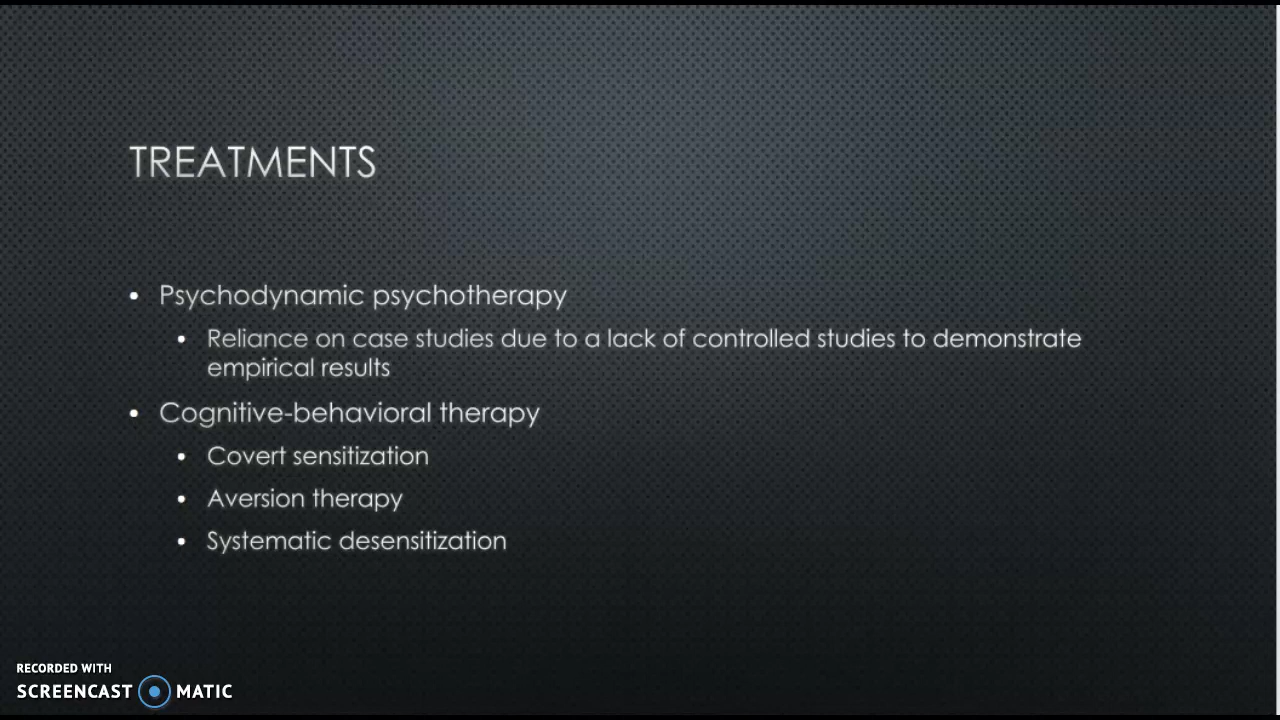 TREATMENTS
• Psychodynamic psychotherapy
• Reliance on case studies due to a lack of controlled studies to demonstrate
empirical results
• Cognitive-behavioral therapy
• Covert sensitization
• Aversion therapy
• Systematic desensitization
RECORDED WITH
SCREENCAST MATIC